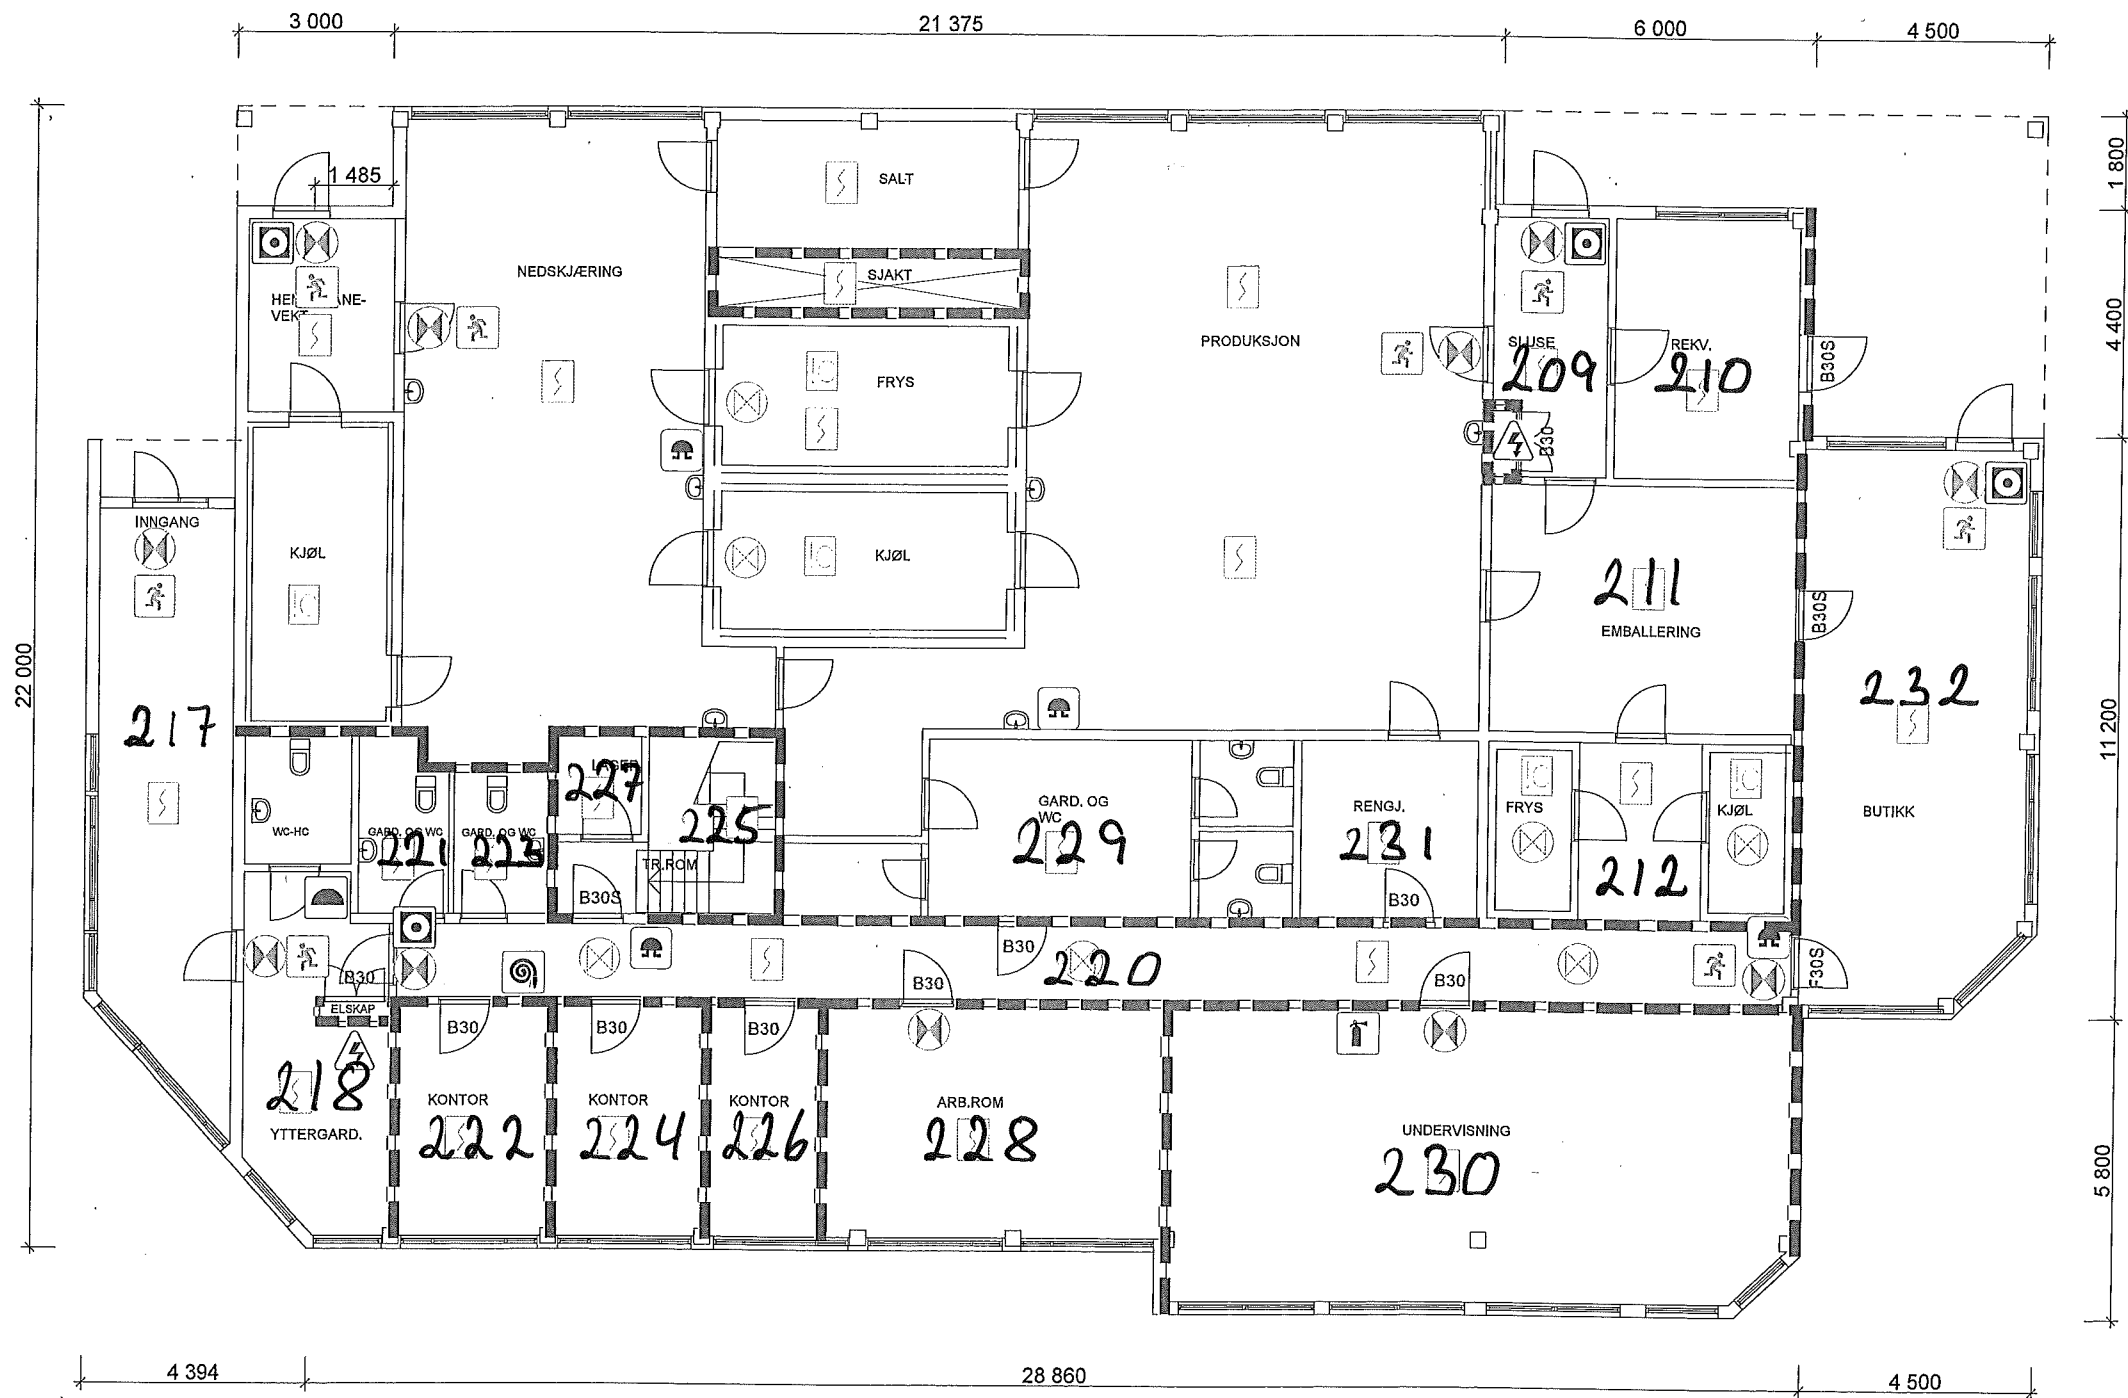 3 000
21 375
6 000
4 500
1 485
1 800
SALT
NEDSKJÆRING
SJAKT
VEKT
PRODUKSJON
4 400
SLUSE
209
REKV.
210
B30S
FRYS
B30
INNGANG
KJØL
KJØL
22 000
211
EMBALLERING
B30S
232
BUTIKK
217
11 200
LAGER
227
225
TR.ROM
B30S
WC-HC
GARD. OG WC
221
GARD. OG WC
223
GARD. OG
WC
229
RENGJ.
231
B30
FRYS
212
KJØL
B30
B30
B30
220
B30
F30S
ELSKAP
218
YTTERGARD.
B30
KONTOR
222
B30
KONTOR
224
B30
KONTOR
226
ARB.ROM
228
UNDERVISNING
230
5 800
4 394
28 860
4 500